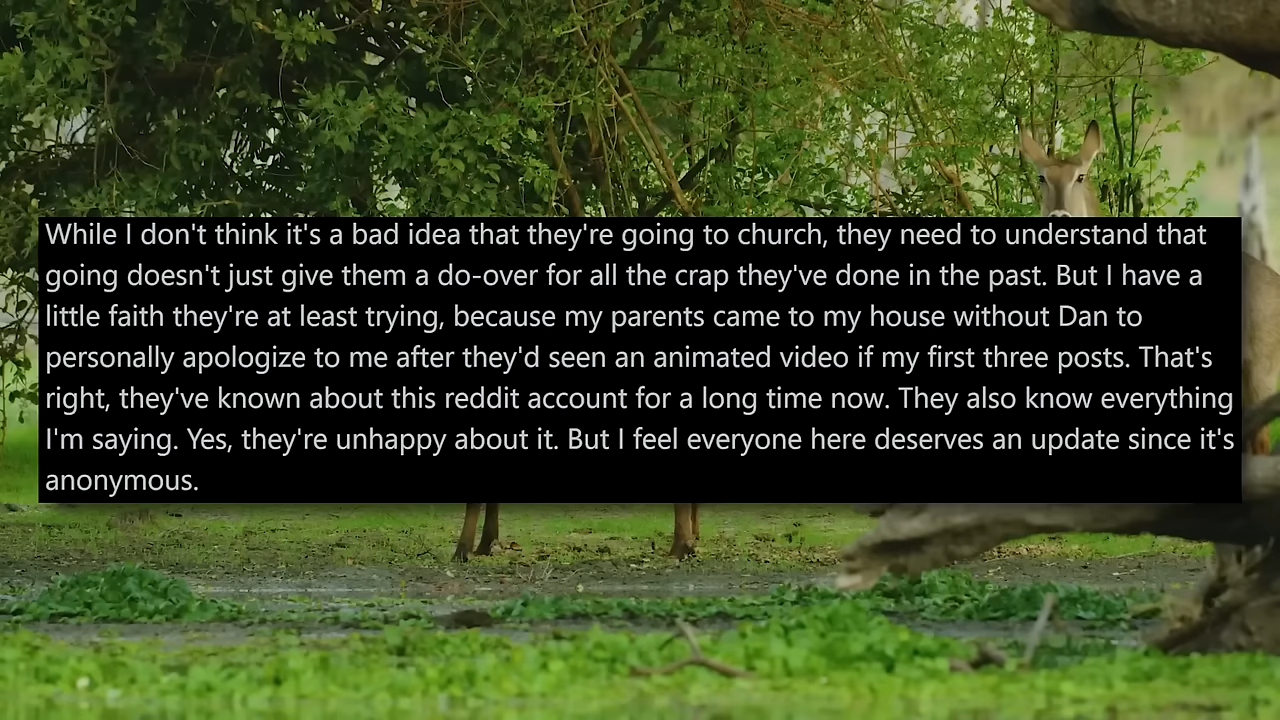 While I don't think it's a bad idea that they're going to church, they need to understand that
going doesn't just give them a do-over for all the crap they've done in the past. But I have a
little faith they're at least trying, because my parents came to my house without Dan to
personally apologize to me after they'd seen an animated video if my first three posts. That's
right, they've known about this reddit account for a long time now. They also know everything
I'm saying. Yes, they're unhappy about it. But I feel everyone here deserves an update since it's
anonymous.